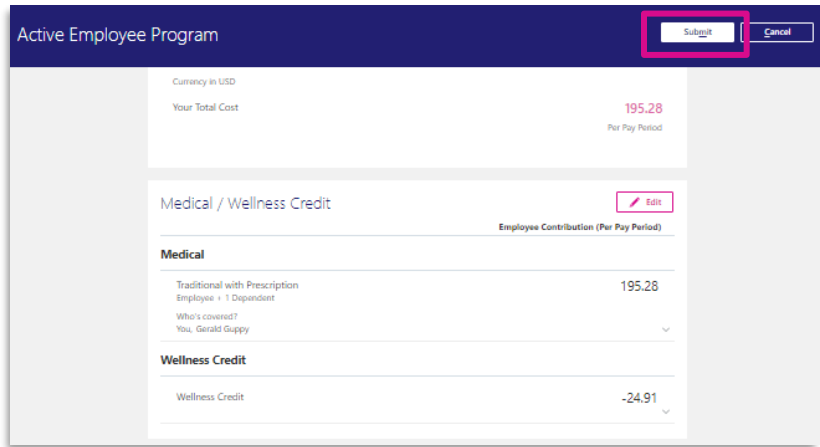 Active Employee Program
Submit
Cancel
Currency in USD
Your Total Cost
195.28
Per Pay Period
Medical / Wellness Credit
Edit
Employee Contribution (Per Pay Period)
Medical
Traditional with Prescription
195.28
Employee + 1 Dependent
Who's covered?
You, Gerald Guppy
Wellness Credit
Wellness Credit
-24.91